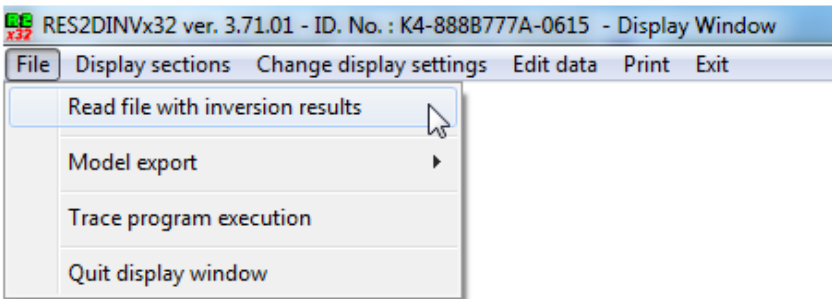 RES2DINVx32 ver. 3.71.01 - ID. No. : K4-888B777A-0615 - Display Window
File Display sections Change display settings Edit data Print Exit
Read file with inversion results
Model export
Trace program execution
Quit display window